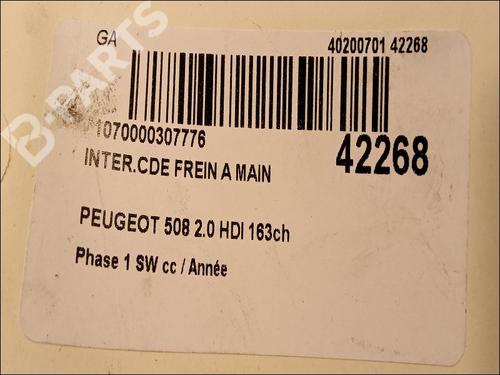 GA
40200701 42268
B-PARTS
1070000307776
42268
INTER.CDE FREIN A MAIN
PEUGEOT 508 2.0 HDI 163ch
Phase 1 SW cc / Année